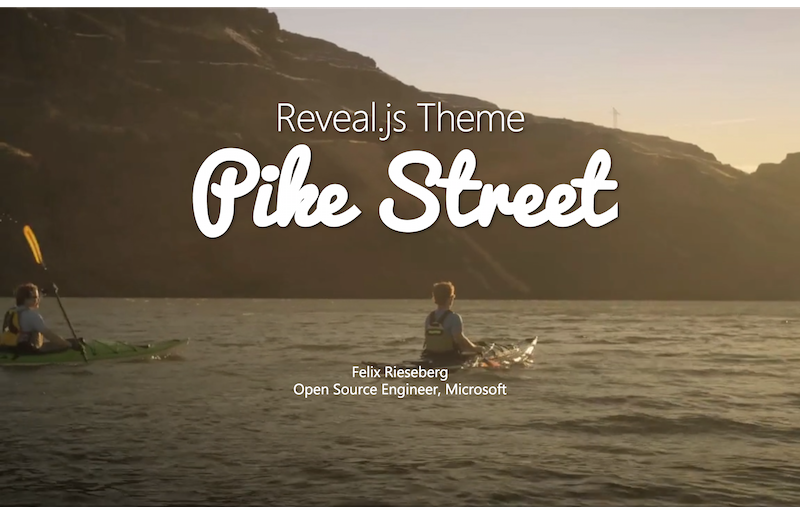 Reveal.js Theme
Pike Street
Felix Rieseberg
Open Source Engineer, Microsoft